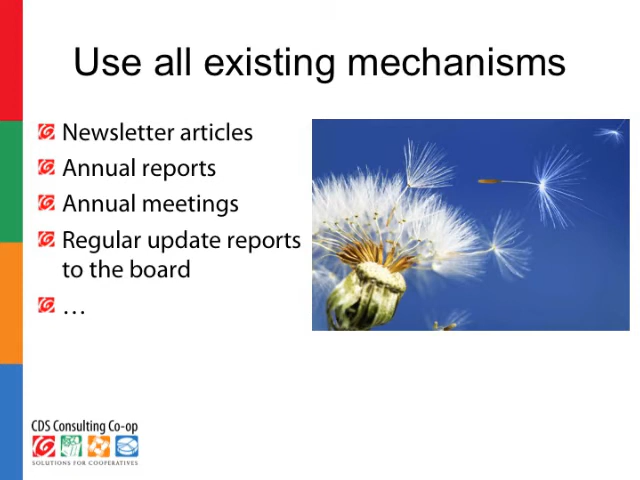 Use all existing mechanisms
Newsletter articles
Annual reports
Annual meetings
Regular update reports
to the board
…
CDS Consulting Co-op
SOLUTIONS FOR COOPERATIVES